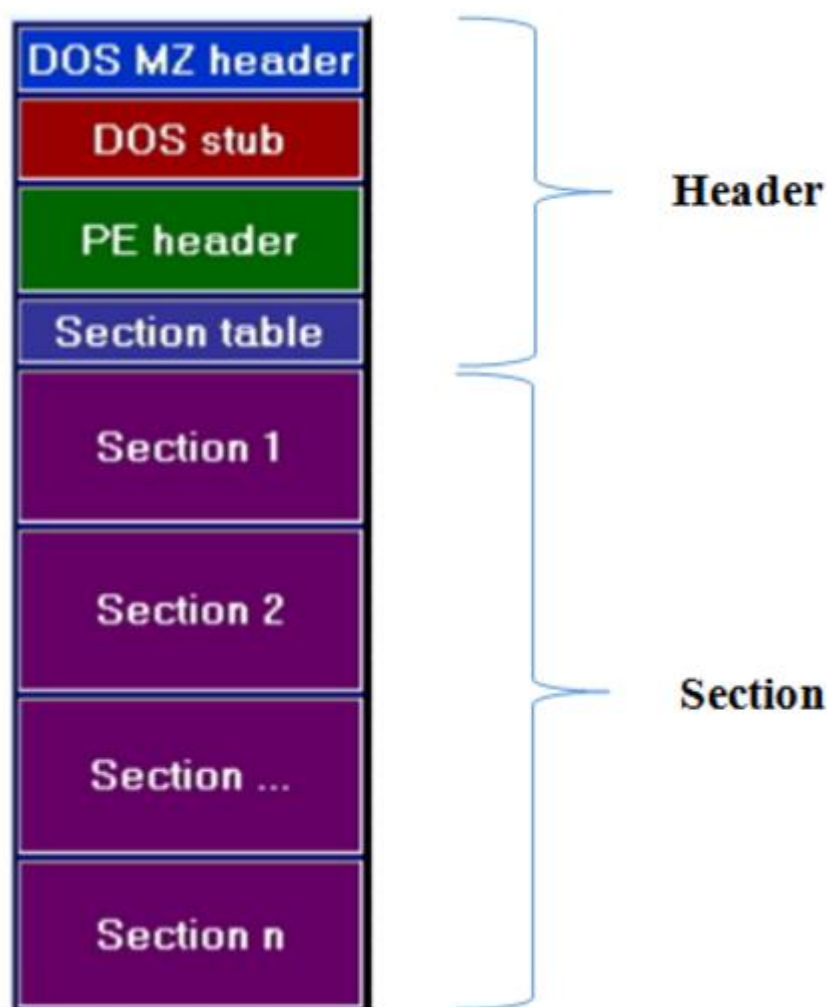 DOS MZ header
DOS stub
PE header
Section table
Header
Section 1
Section 2
Section ...
Section n
Section